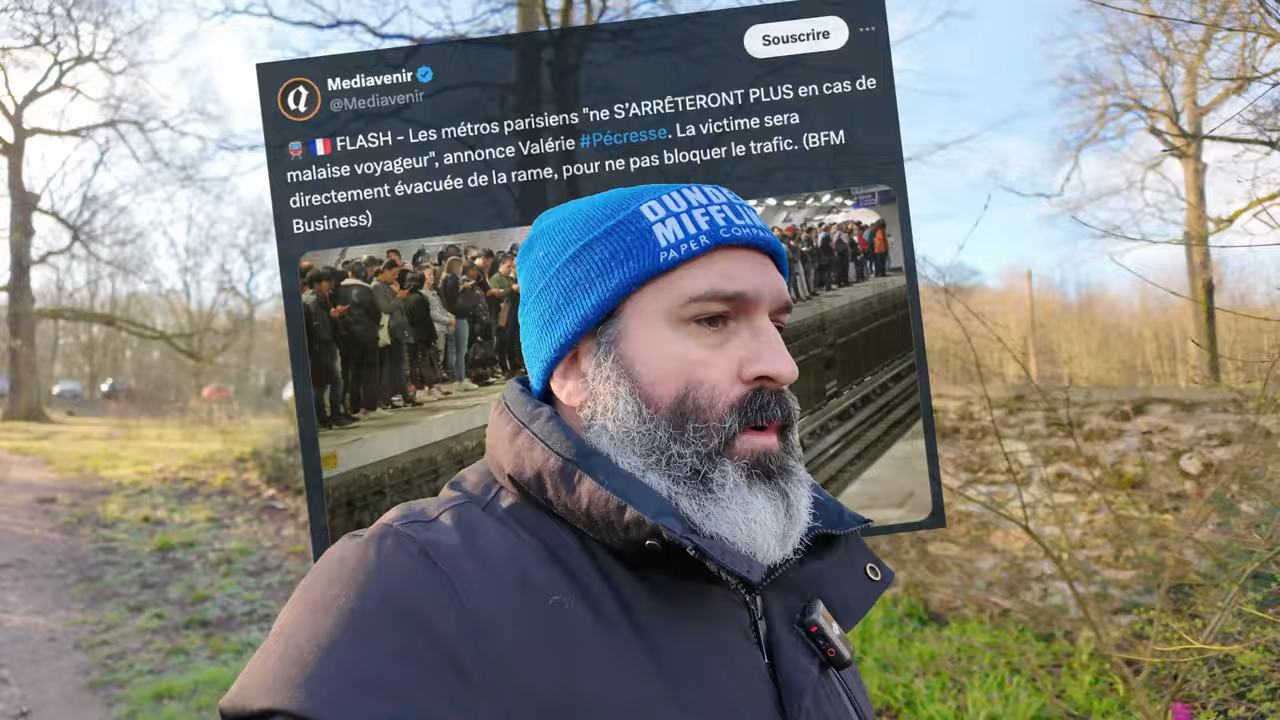 Mediavenir
@Mediavenir
Souscrire
FLASH - Les métros parisiens "ne S'ARRÊTERONT PLUS en cas de
malaise voyageur", annonce Valérie #Pécresse. La victime sera
directement évacuée de la rame, pour ne pas bloquer le trafic. (BFM
Business)
DUNDER
MIFFLIN
PAPER COMPANY